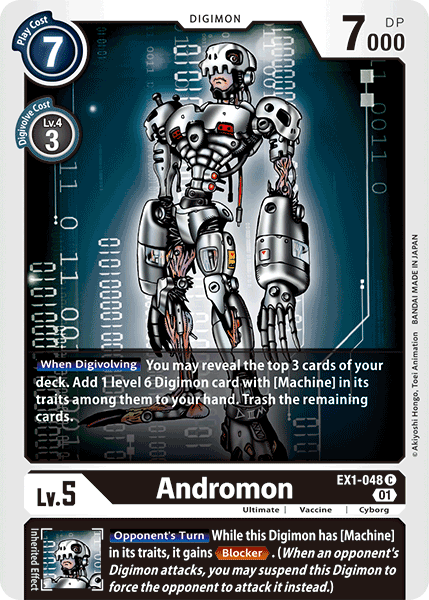 Play Cost
7
DIGIMON
DP
7000
Digivolve Cost
Lv.4
3
When Digivolving You may reveal the top 3 cards of your
deck. Add 1 level 6 Digimon card with [Machine] in its
traits among them to your hand. Trash the remaining
cards.
©Akiyoshi Hongo, Toei Animation BANDAI MADE IN JAPAN
Lv.5
Andromon
EX1-048 C
01
Ultimate | Vaccine | Cyborg
Inherited Effect
Opponent's Turn While this Digimon has [Machine]
in its traits, it gains Blocker . (When an opponent's
Digimon attacks, you may suspend this Digimon to
force the opponent to attack it instead.)